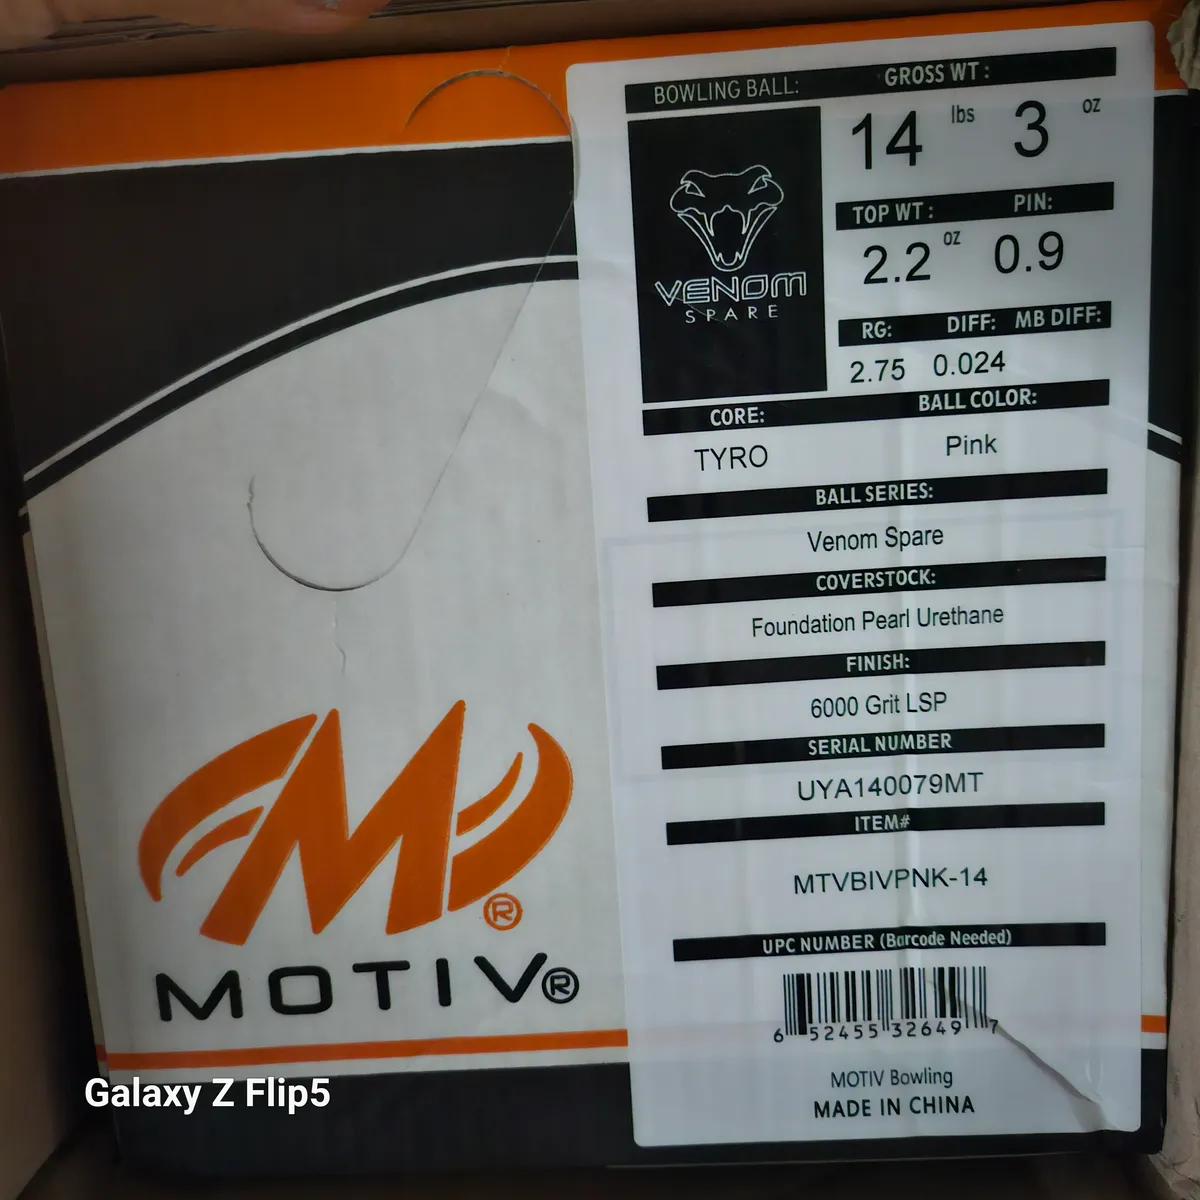 BOWLING BALL: GROSS WT :
14 lbs 3 oz
VENOM
SPARE
TOP WT : PIN:
2.2 oz 0.9
RG: DIFF: MB DIFF:
2.75 0.024
CORE: BALL COLOR:
TYRO Pink
BALL SERIES:
Venom Spare
COVERSTOCK:
Foundation Pearl Urethane
FINISH:
6000 Grit LSP
SERIAL NUMBER
UYA140079MT
ITEM#
MTVBIVPNK-14
UPC NUMBER (Barcode Needed)
6 52455 32649 7
MOTIV Bowling
MADE IN CHINA
M®
MOTIV®
Galaxy Z Flip5